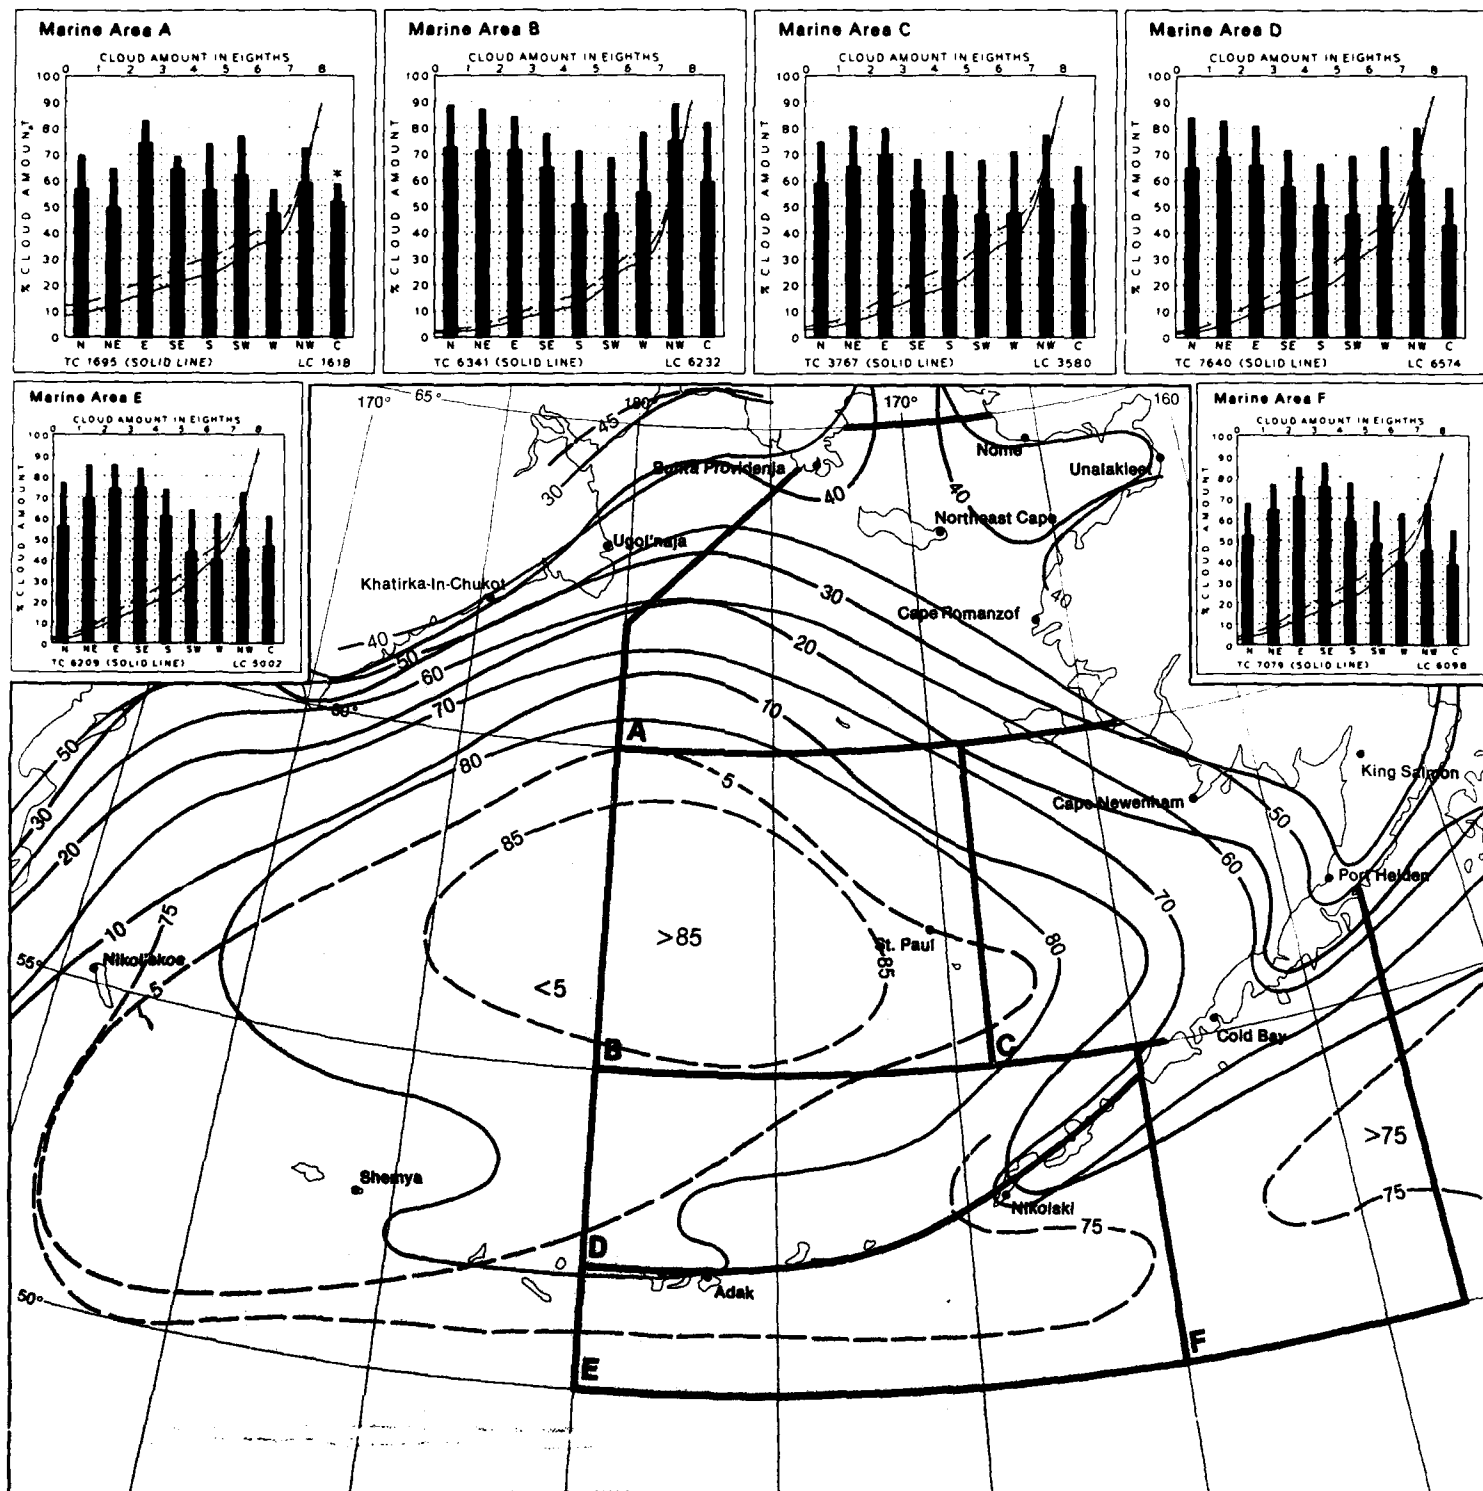 Marine Area A
CLOUD AMOUNT IN EIGHTHS
0 1 2 3 4 5 6 7 8
100
90
80
70
60
50
40
30
20
10
0
% CLOUD AMOUNT
*
N NE E SE S SW W NW C
TC 1695 (SOLID LINE) LC 1618
Marine Area B
CLOUD AMOUNT IN EIGHTHS
0 1 2 3 4 5 6 7 8
100
90
80
70
60
50
40
30
20
10
0
% CLOUD AMOUNT
N NE E SE S SW W NW C
TC 6341 (SOLID LINE) LC 6232
Marine Area C
CLOUD AMOUNT IN EIGHTHS
0 1 2 3 4 5 6 7 8
100
90
80
70
60
50
40
30
20
10
0
% CLOUD AMOUNT
N NE E SE S SW W NW C
TC 3767 (SOLID LINE) LC 3580
Marine Area D
CLOUD AMOUNT IN EIGHTHS
0 1 2 3 4 5 6 7 8
100
90
80
70
60
50
40
30
20
10
0
% CLOUD AMOUNT
N NE E SE S SW W NW C
TC 7640 (SOLID LINE) LC 6574
Marine Area E
CLOUD AMOUNT IN EIGHTHS
0 1 2 3 4 5 6 7 8
100
90
80
70
60
50
40
30
20
10
0
% CLOUD AMOUNT
N NE E SE S SW W NW C
TC 6209 (SOLID LINE) LC 5002
Marine Area F
CLOUD AMOUNT IN EIGHTHS
0 1 2 3 4 5 6 7 8
100
90
80
70
60
50
40
30
20
10
0
% CLOUD AMOUNT
N NE E SE S SW W NW C
TC 7079 (SOLID LINE) LC 6098
170° 65° 180° 170° 160
45
Nome
Buhta Providenija
Unalakleet
30
40
40
Northeast Cape
Ugol'naja
Khatirka-In-Chukot
30
40
Cape Romanzof
40
20
50
60
70
60°
10
A
50
80
King Salmon
5
Cape Newenham
30
50
85
20
60
Port Heiden
70
75
10
>85
80
St. Paul
55°
Nikol'skoe
85
5
<5
Cold Bay
B
C
>75
Shemya
75
Nikolski
75
D
Adak
50°
F
E